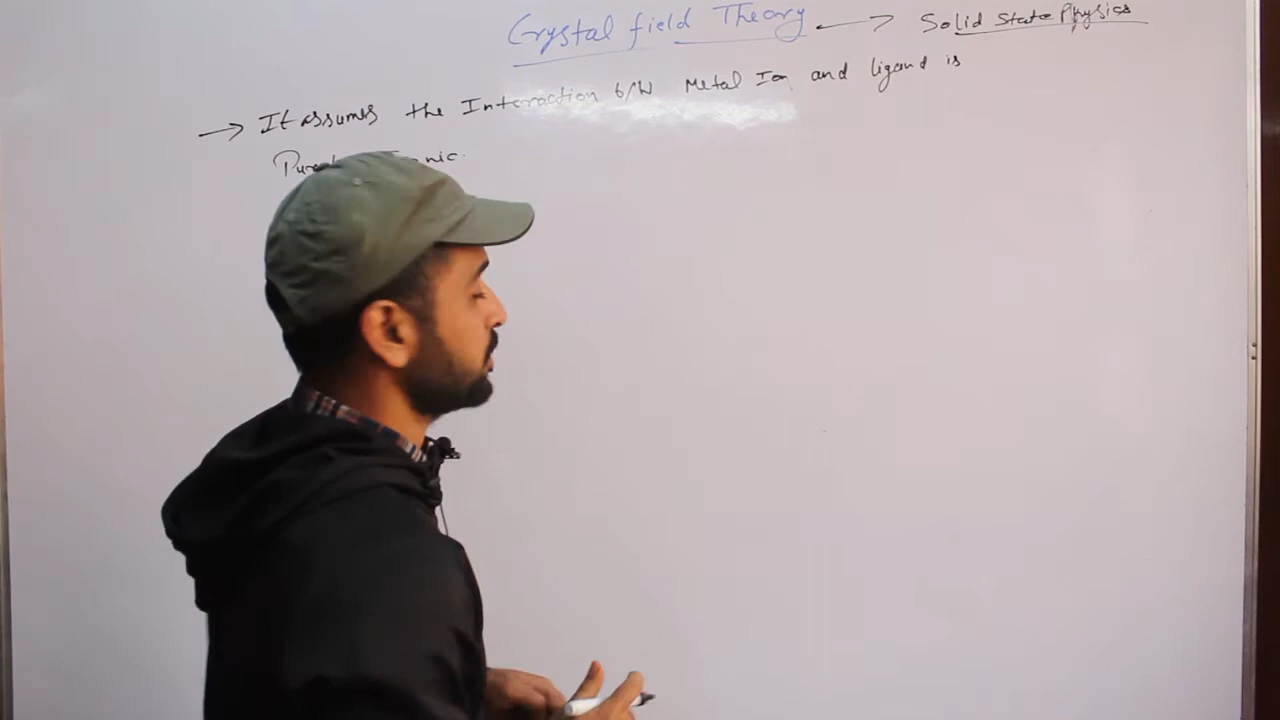 Crystal field Theory → Solid State Physics
→ It assumes the Interaction b/w Metal Ion and ligand is